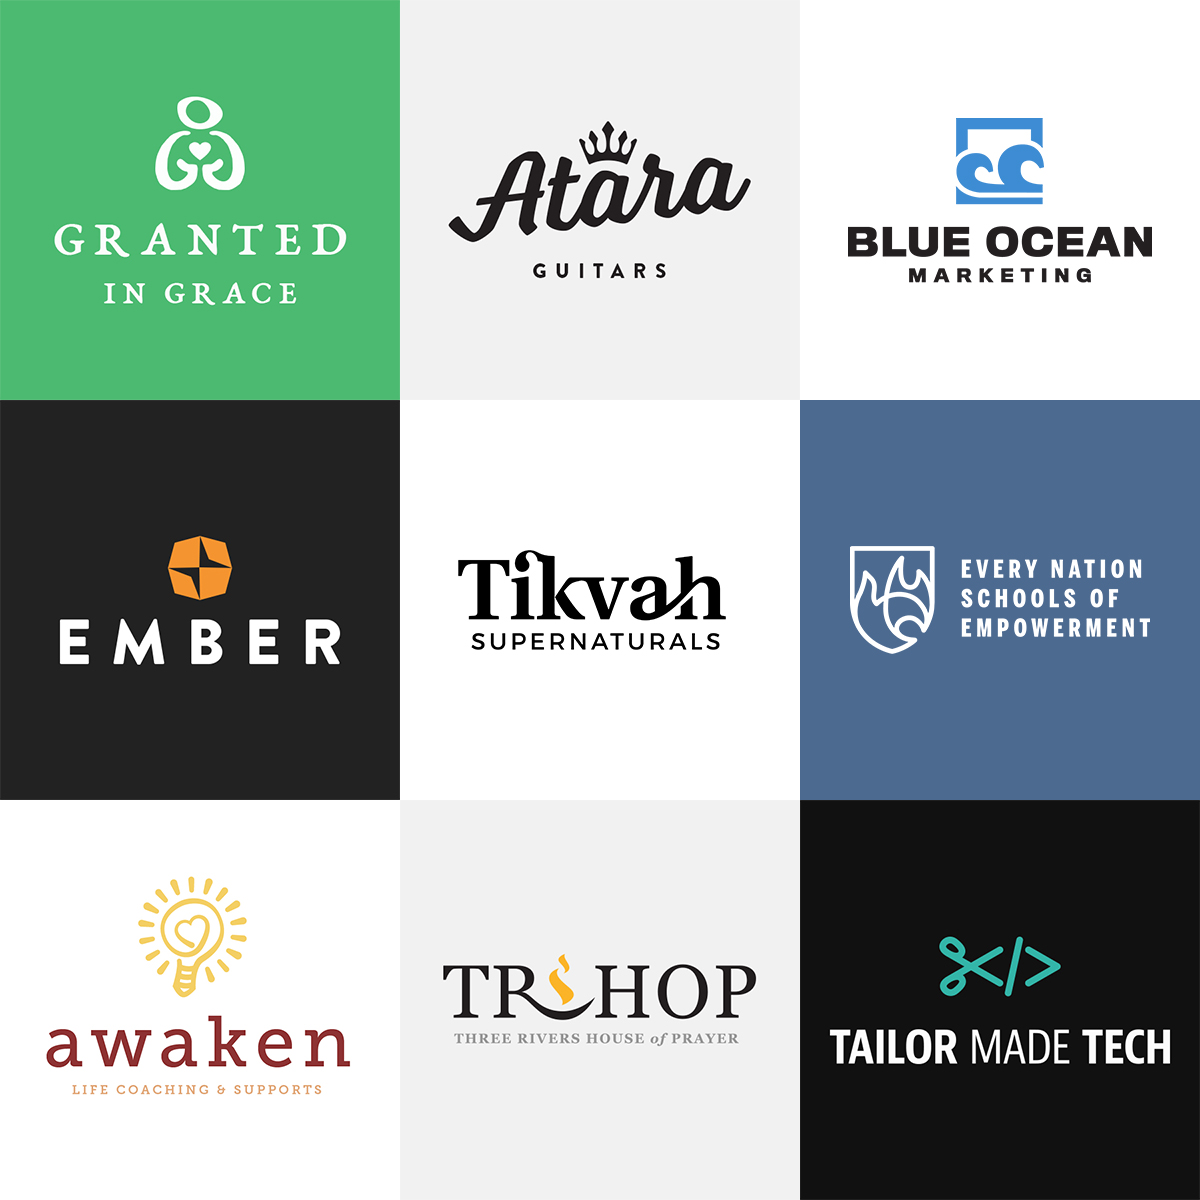 GRANTED
IN GRACE
Atara
GUITARS
BLUE OCEAN
MARKETING
EMBER
Tikvah
SUPERNATURALS
EVERY NATION
SCHOOLS OF
EMPOWERMENT
awaken
LIFE COACHING & SUPPORTS
TRIHOP
THREE RIVERS HOUSE of PRAYER
TAILOR MADE TECH